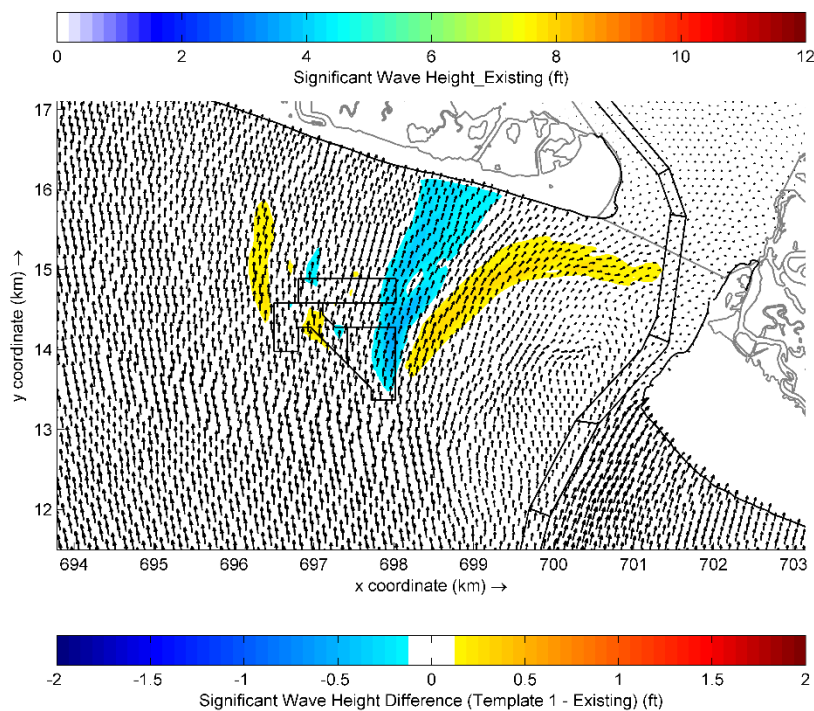 0 2 4 6 8 10 12
Significant Wave Height_Existing (ft)
17
16
15
14
13
12
y coordinate (km) →
694 695 696 697 698 699 700 701 702 703
x coordinate (km) →
-2 -1.5 -1 -0.5 0 0.5 1 1.5 2
Significant Wave Height Difference (Template 1 - Existing) (ft)